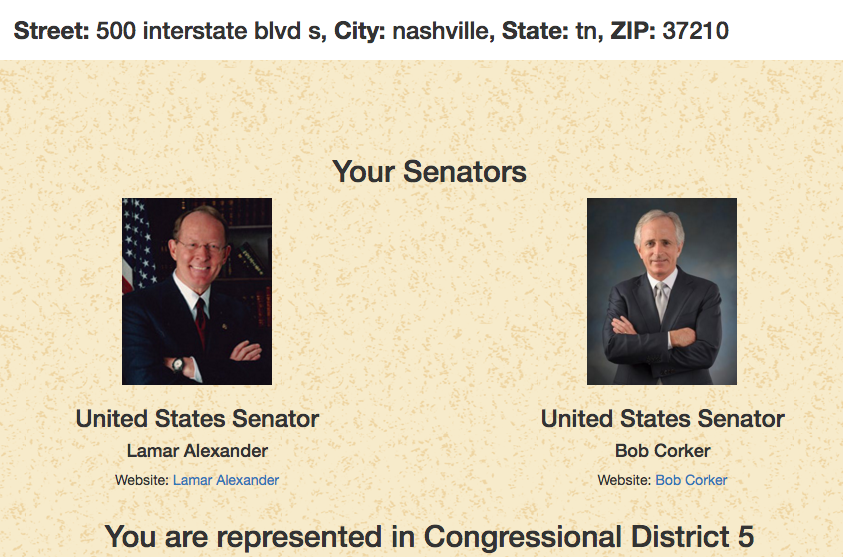 Street: 500 interstate blvd s, City: nashville, State: tn, ZIP: 37210
Your Senators
United States Senator
Lamar Alexander
Website: Lamar Alexander
United States Senator
Bob Corker
Website: Bob Corker
You are represented in Congressional District 5